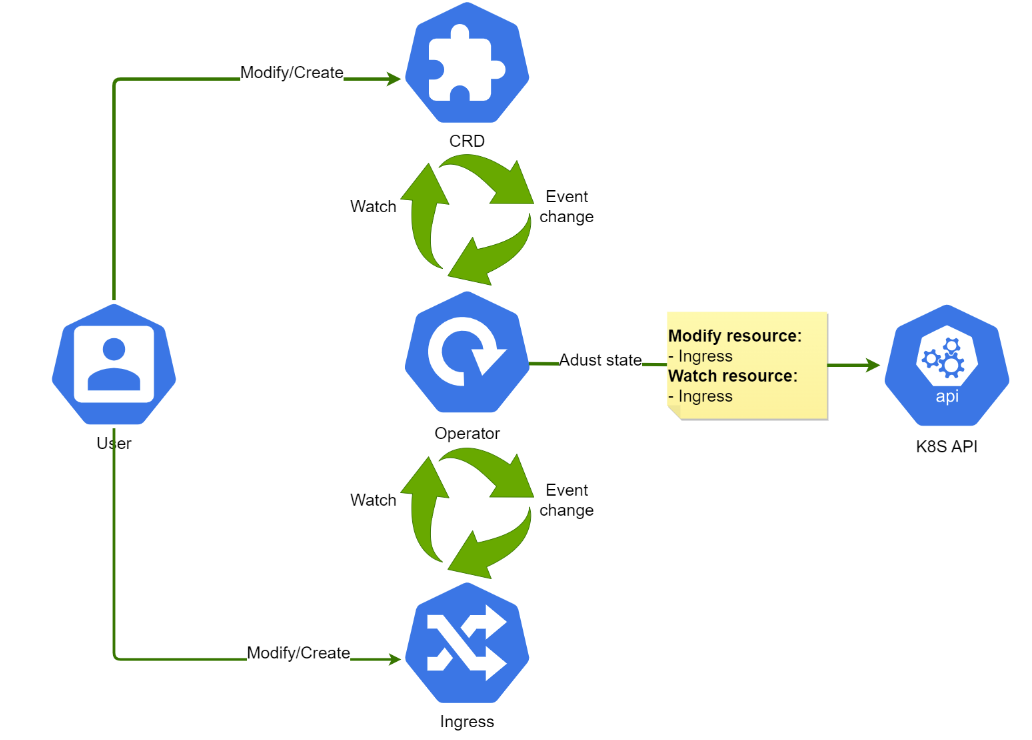 Modify/Create
CRD
Watch
Event
change
User
Operator
Adust state
Modify resource:
- Ingress
Watch resource:
- Ingress
api
K8S API
Watch
Event
change
Modify/Create
Ingress